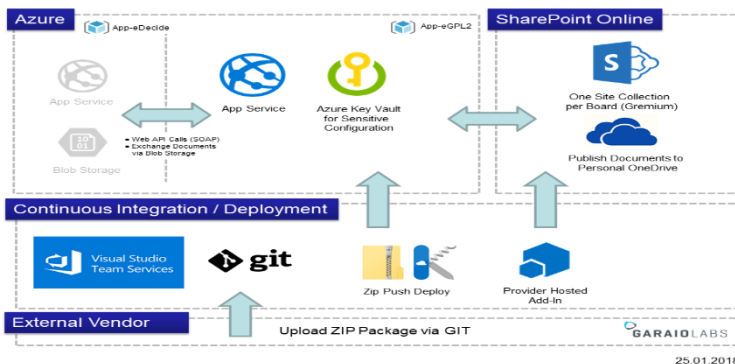 Azure
App-eDecide
App-eGPL2
SharePoint Online
App Service
App Service
Azure Key Vault
for Sensitive
Configuration
S
One Site Collection
per Board (Gremium)
10
01
Blob Storage
• Web API Calls (SOAP)
• Exchange Documents
via Blob Storage
Publish Documents to
Personal OneDrive
Continuous Integration / Deployment
Visual Studio
Team Services
git
Zip Push Deploy
Provider Hosted
Add-In
External Vendor
Upload ZIP Package via GIT
GARAIOLABS
25.01.2018